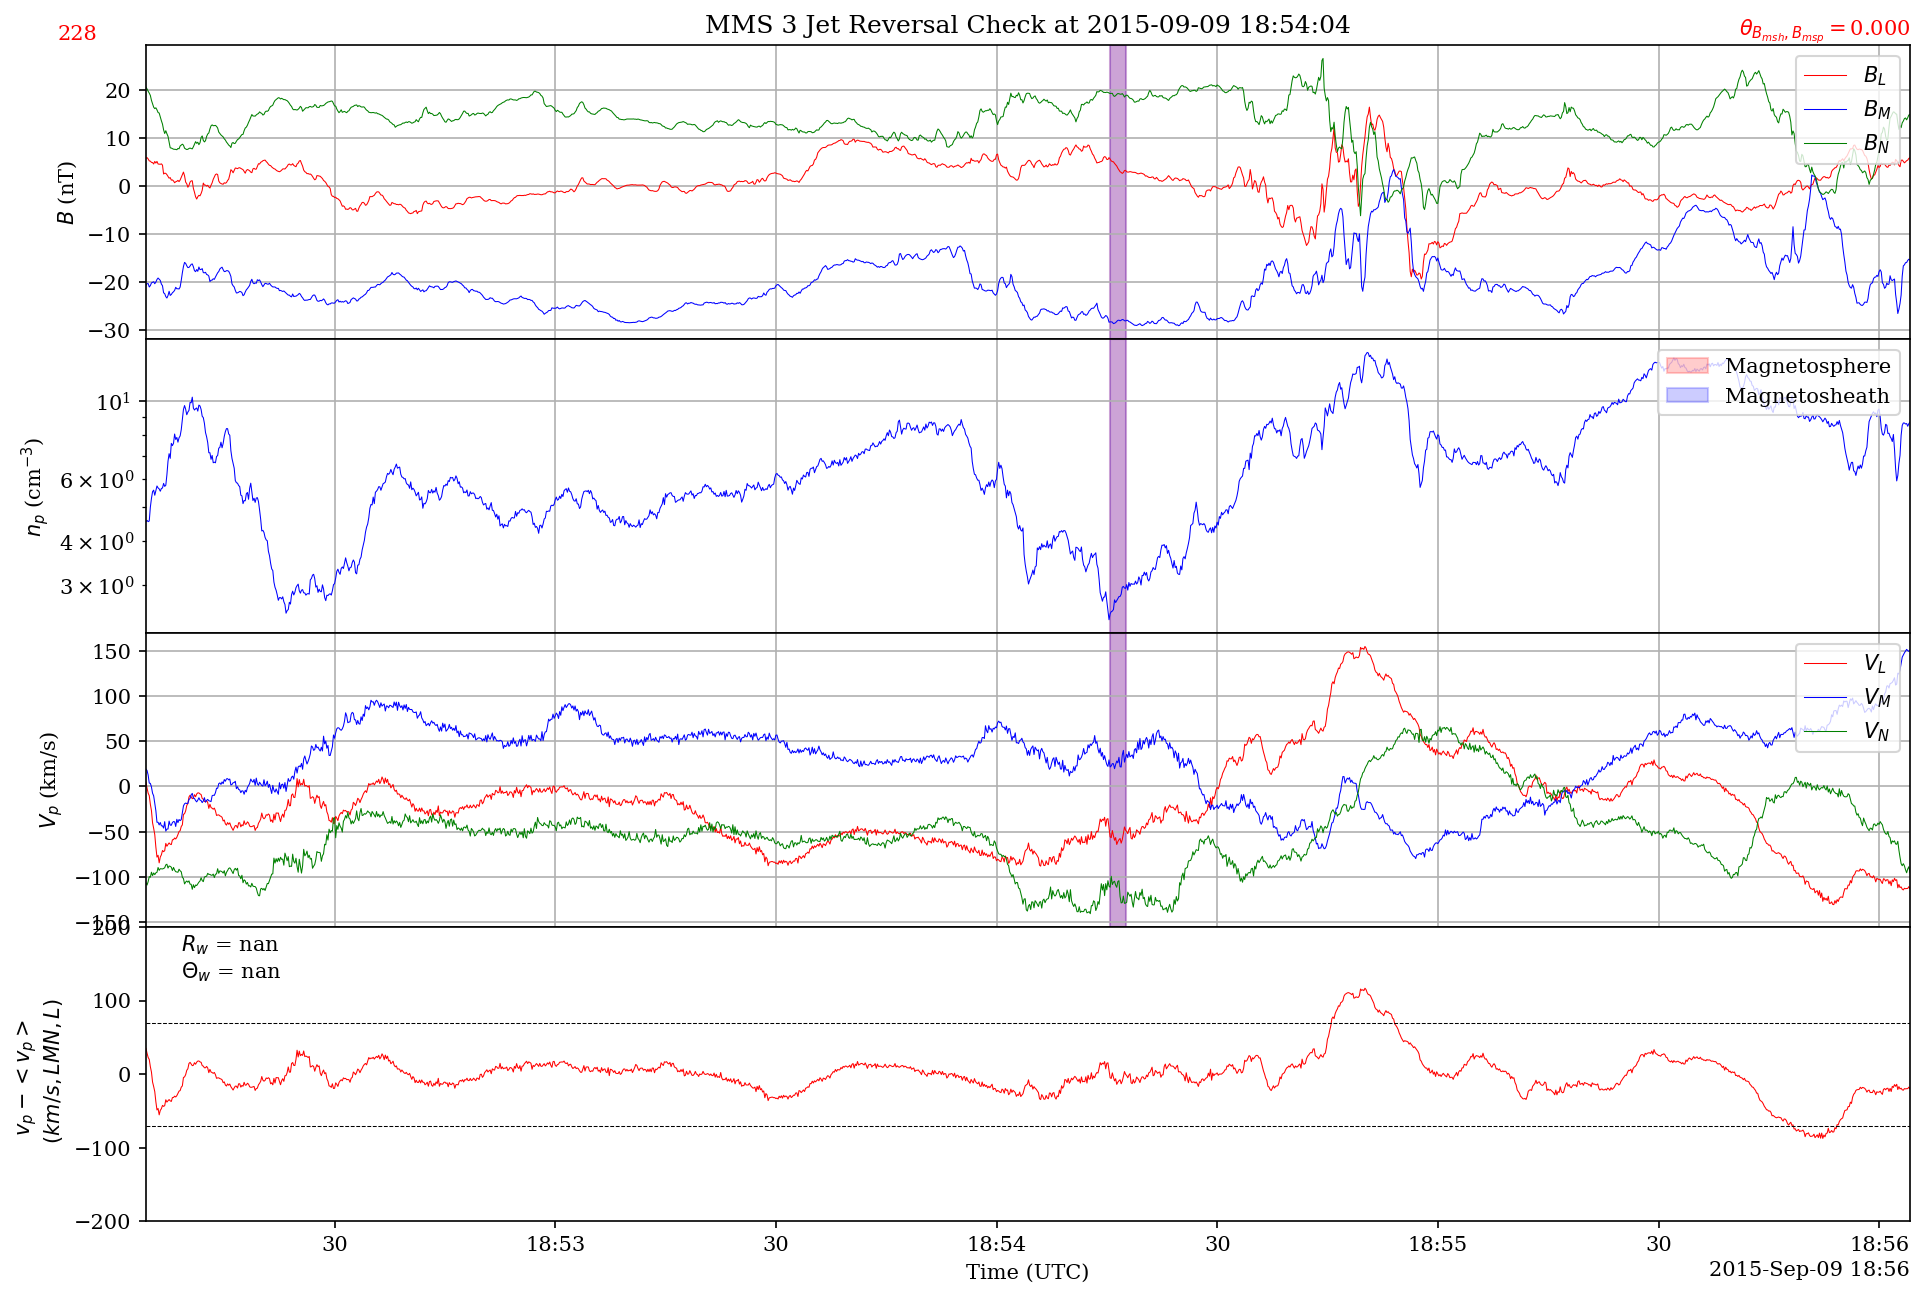 MMS 3 Jet Reversal Check at 2015-09-09 18:54:04
228
θ_{B_{msh}, B_{msp}} = 0.000
20
10
0
−10
−20
−30
B (nT)
B_L
B_M
B_N
10^1
6 × 10^0
4 × 10^0
3 × 10^0
n_p (cm^{−3})
Magnetosphere
Magnetosheath
150
100
50
0
−50
−100
−150
V_p (km/s)
V_L
V_M
V_N
200
100
0
−100
−200
v_p − < v_p >
(km/s, LMN, L)
R_w = nan
Θ_w = nan
30
18:53
30
18:54
30
18:55
30
18:56
Time (UTC)
2015-Sep-09 18:56